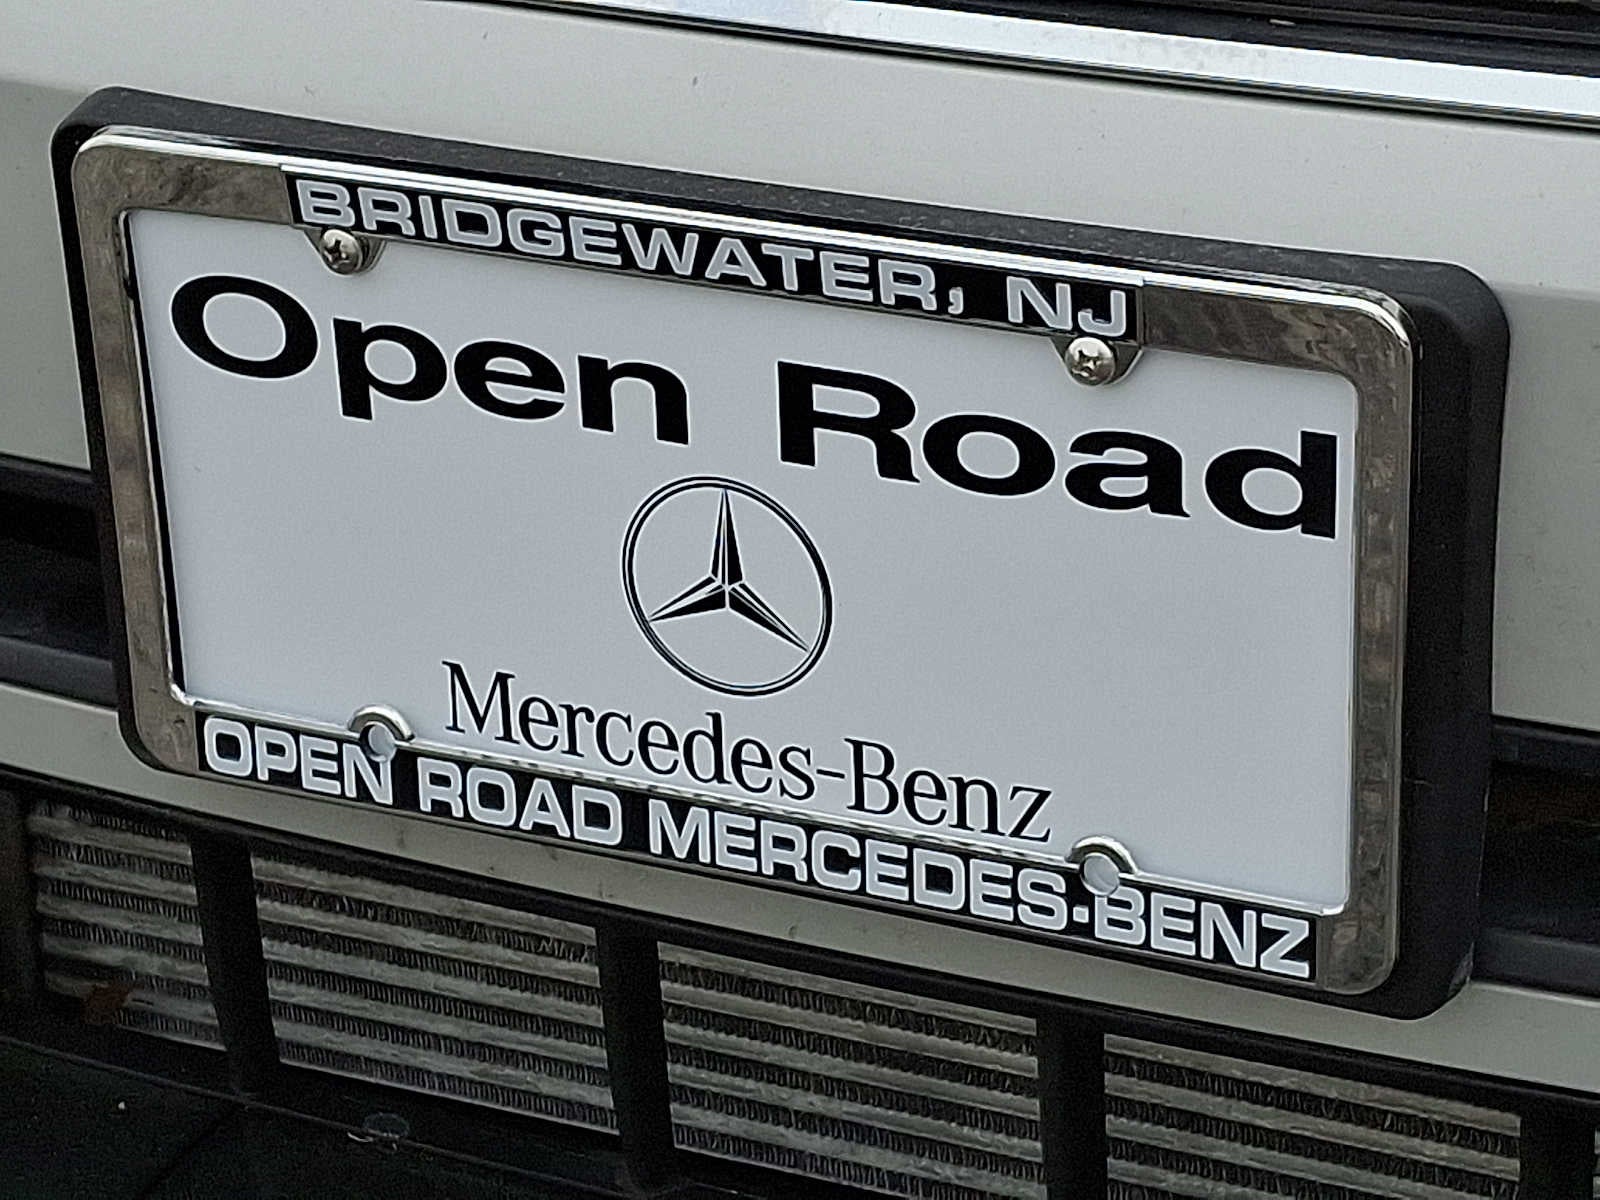 BRIDGEWATER, NJ
Open Road
Mercedes-Benz
OPEN ROAD MERCEDES-BENZ